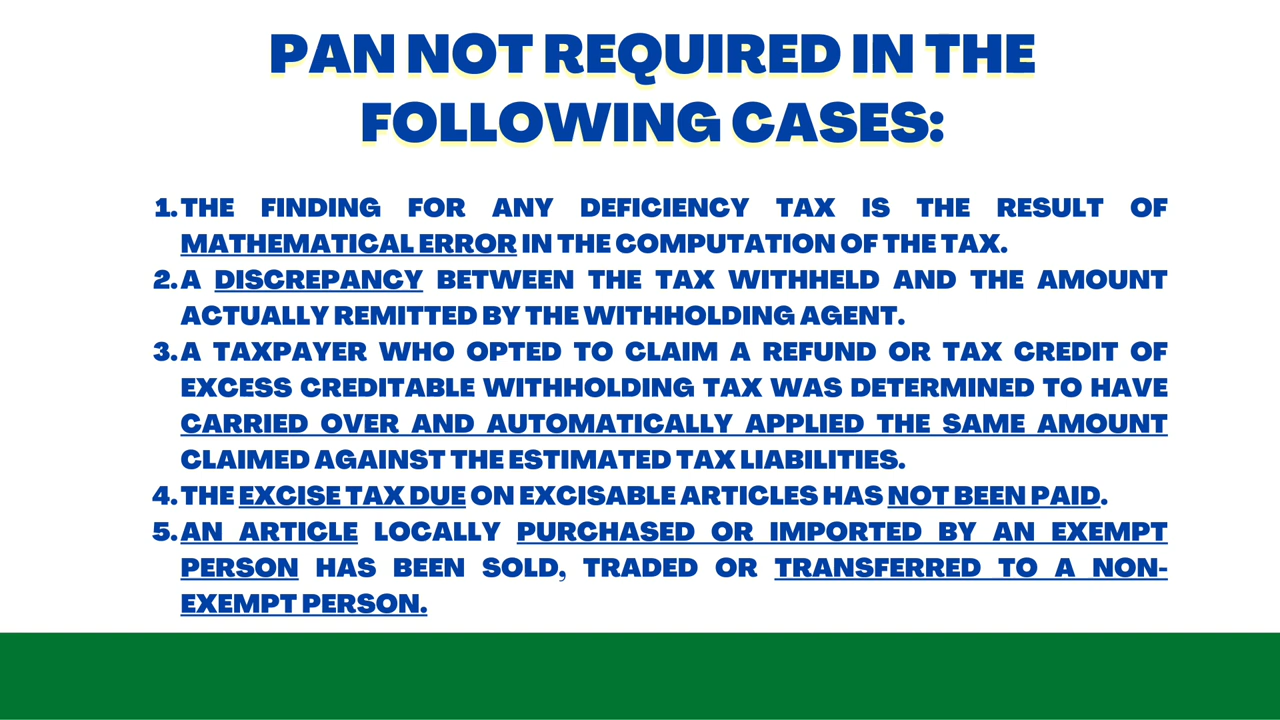 PAN NOT REQUIRED IN THE
FOLLOWING CASES:
1. THE FINDING FOR ANY DEFICIENCY TAX IS THE RESULT OF
MATHEMATICAL ERROR IN THE COMPUTATION OF THE TAX.
2. A DISCREPANCY BETWEEN THE TAX WITHHELD AND THE AMOUNT
ACTUALLY REMITTED BY THE WITHHOLDING AGENT.
3. A TAXPAYER WHO OPTED TO CLAIM A REFUND OR TAX CREDIT OF
EXCESS CREDITABLE WITHHOLDING TAX WAS DETERMINED TO HAVE
CARRIED OVER AND AUTOMATICALLY APPLIED THE SAME AMOUNT
CLAIMED AGAINST THE ESTIMATED TAX LIABILITIES.
4. THE EXCISE TAX DUE ON EXCISABLE ARTICLES HAS NOT BEEN PAID.
5. AN ARTICLE LOCALLY PURCHASED OR IMPORTED BY AN EXEMPT
PERSON HAS BEEN SOLD, TRADED OR TRANSFERRED TO A NON-
EXEMPT PERSON.